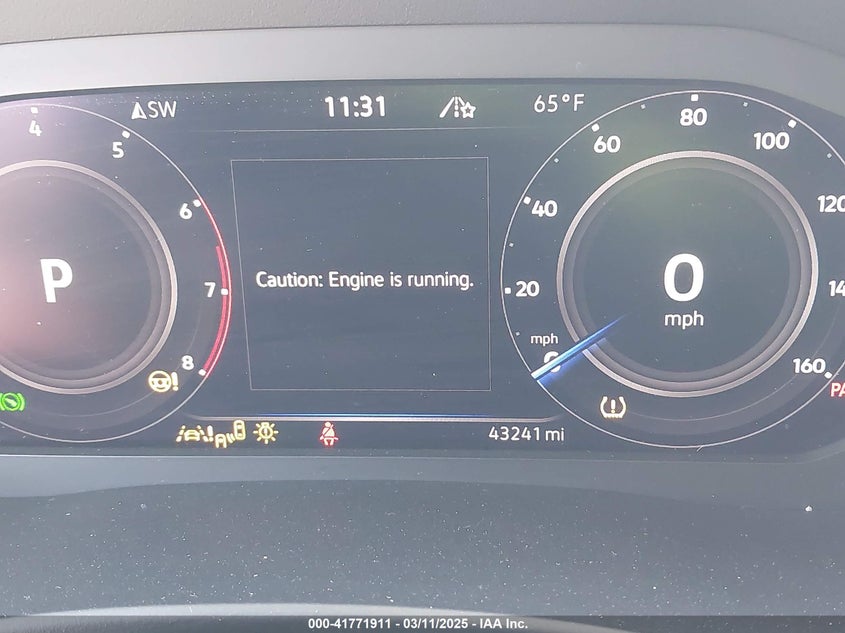 SW 11:31 65°F
4
5
6
7
8
P
Caution: Engine is running.
20
40
60
80
100
120
160
mph
0
mph
43241 mi
000-41771911 - 03/11/2025 - IAA Inc.